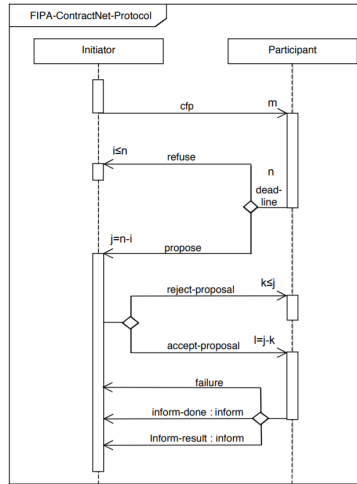 FIPA-ContractNet-Protocol
Initiator
Participant
cfp
m
i≤n
refuse
n
dead-
line
j=n-i
propose
reject-proposal
k≤j
accept-proposal
l=j-k
failure
inform-done : inform
Inform-result : inform